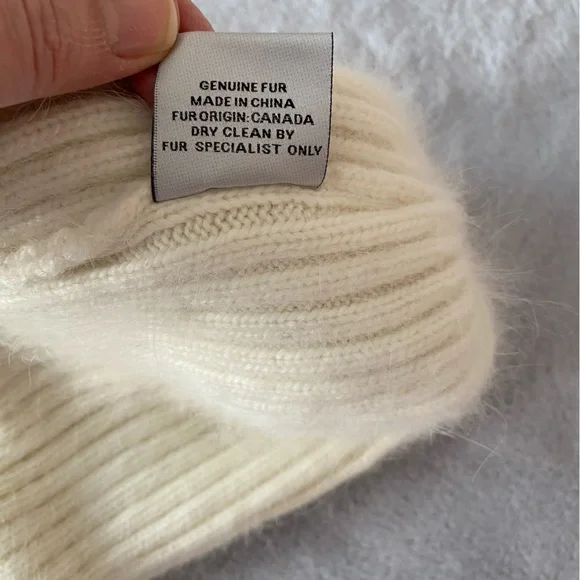 GENUINE FUR
MADE IN CHINA
FUR ORIGIN: CANADA
DRY CLEAN BY
FUR SPECIALIST ONLY